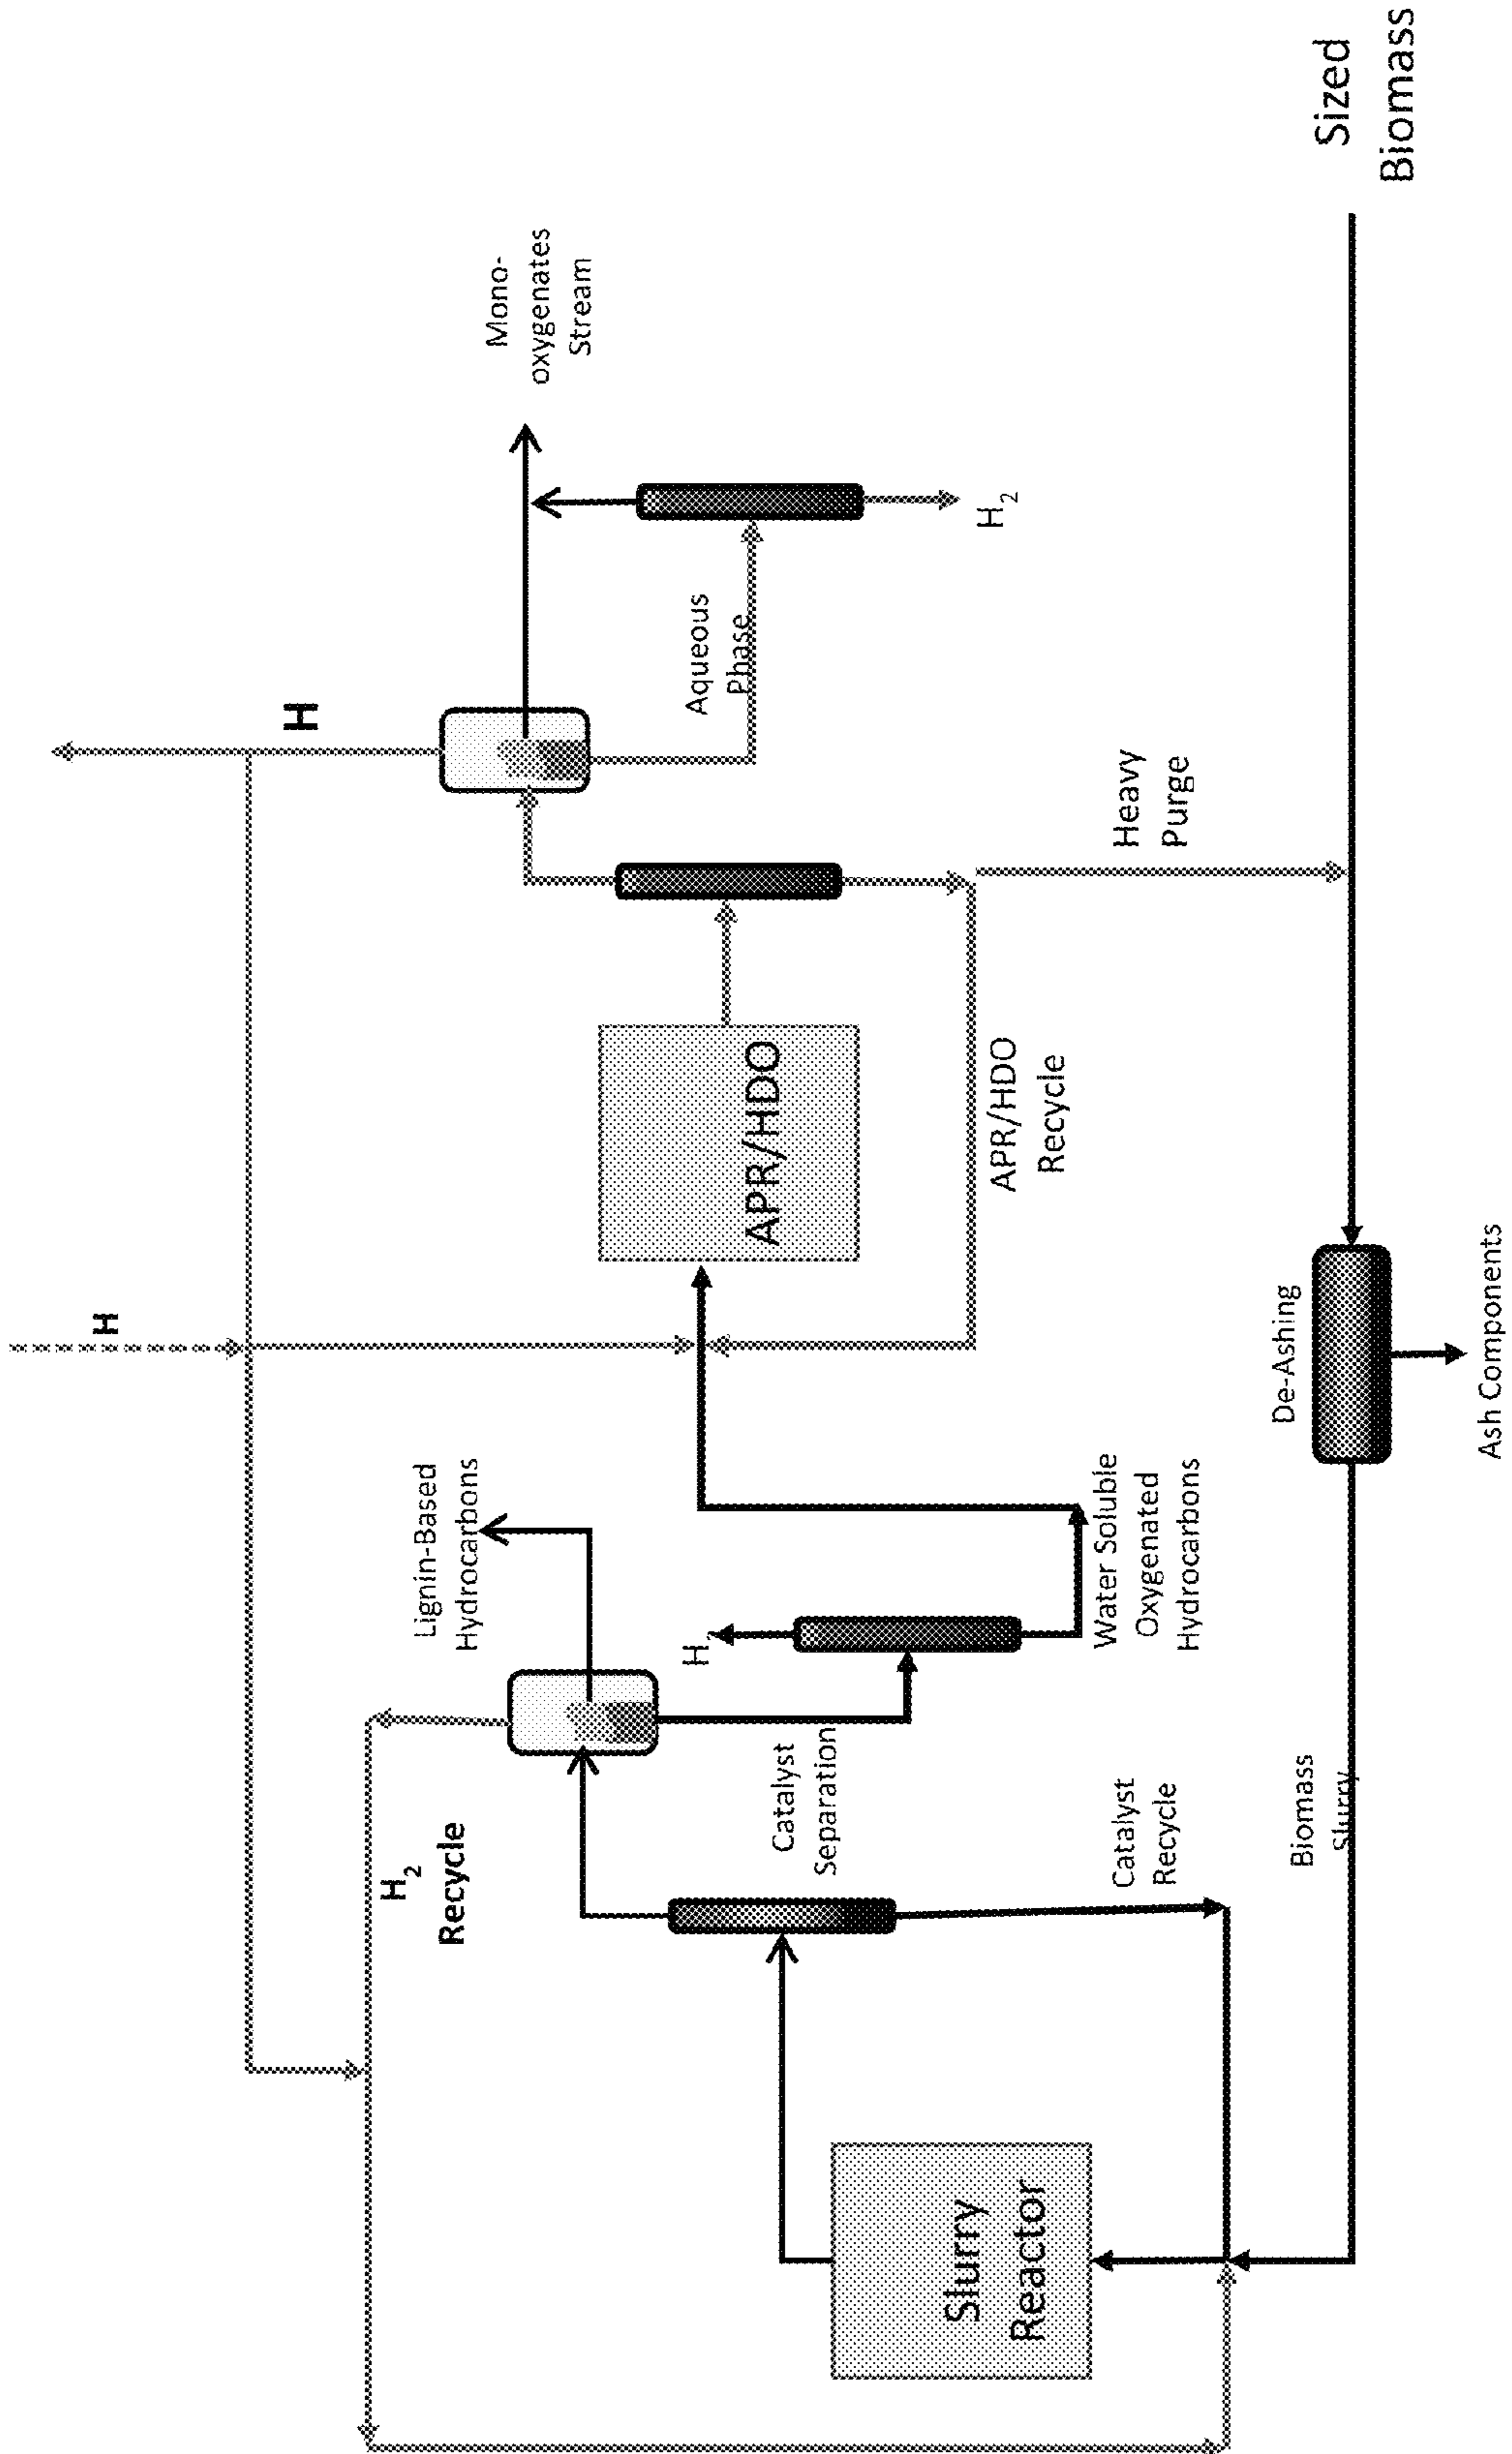 H
H
H₂
Recycle
Lignin-Based
Hydrocarbons
Mono-
oxygenates
Stream
H
Catalyst
Separation
Aqueous
Phase
APR/HDO
Slurry
Reactor
H₂
APR/HDO
Recycle
Water Soluble
Oxygenated
Hydrocarbons
Catalyst
Recycle
Heavy
Purge
Biomass
Slurry
De-Ashing
Sized
Biomass
Ash Components